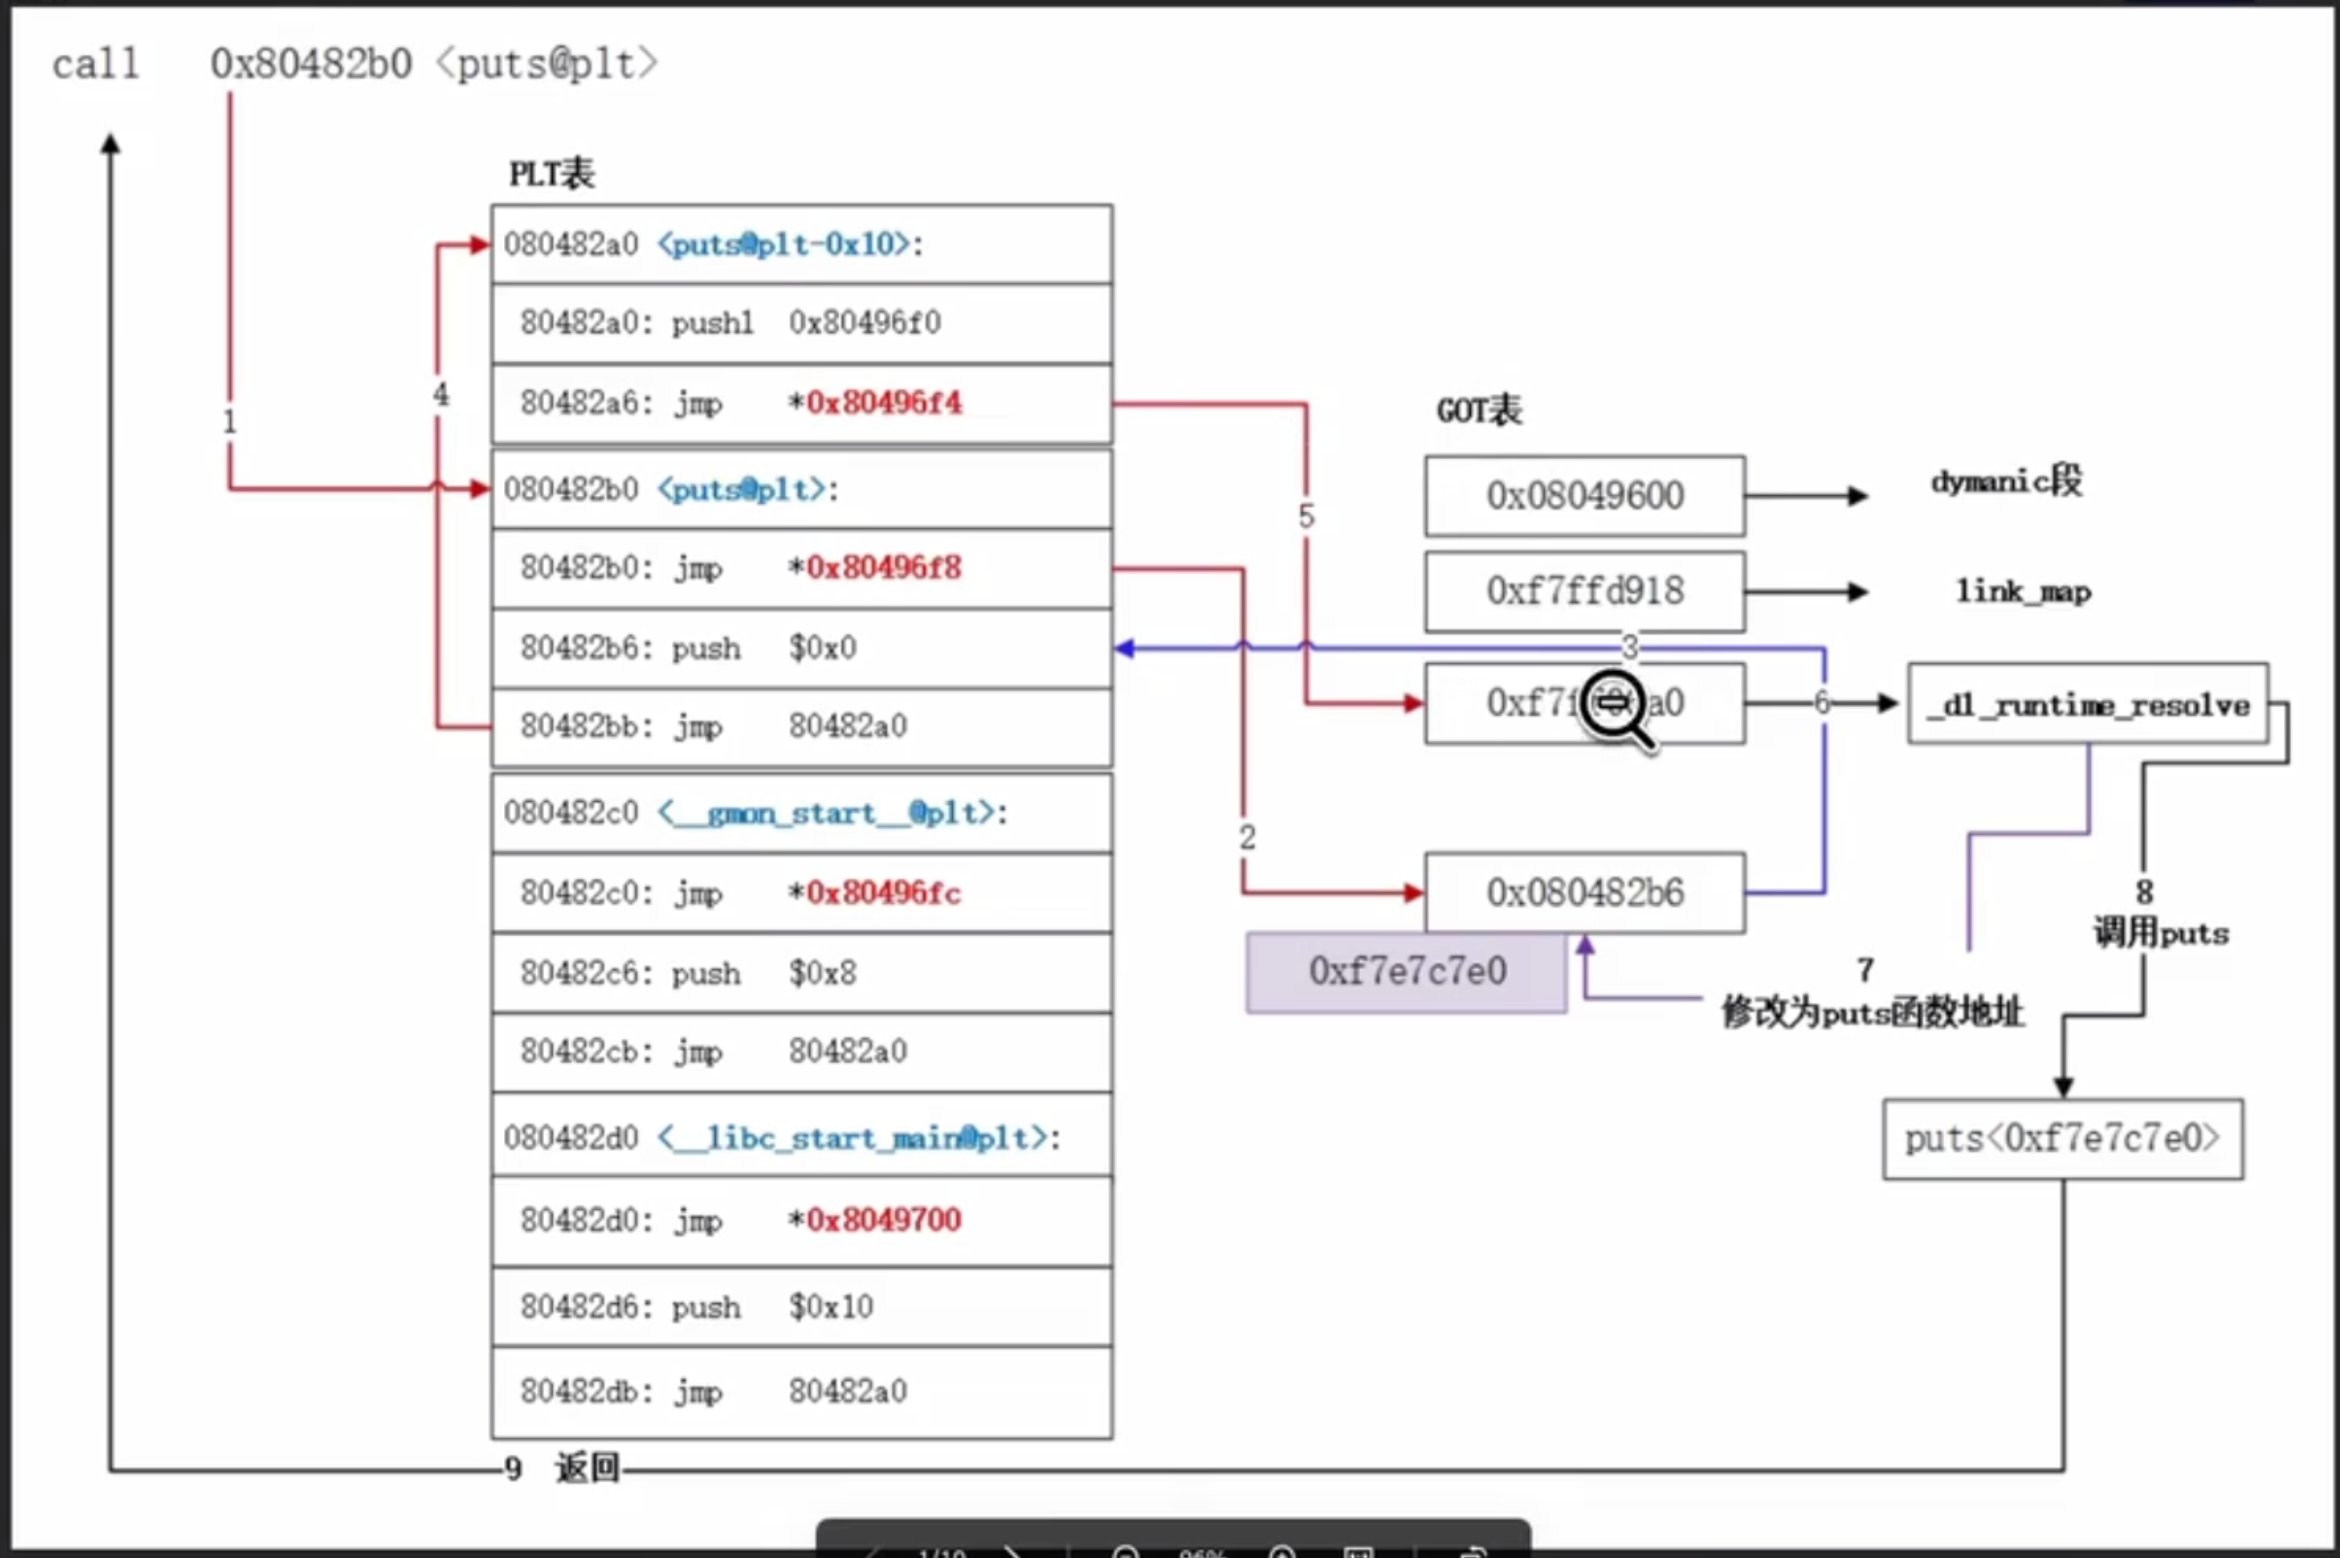 call 0x80482b0 <puts@plt>
PLT表
080482a0 <puts@plt-0x10>:
80482a0: pushl 0x80496f0
80482a6: jmp *0x80496f4
080482b0 <puts@plt>:
80482b0: jmp *0x80496f8
80482b6: push $0x0
80482bb: jmp 80482a0
080482c0 <__gmon_start__@plt>:
80482c0: jmp *0x80496fc
80482c6: push $0x8
80482cb: jmp 80482a0
080482d0 <__libc_start_main@plt>:
80482d0: jmp *0x8049700
80482d6: push $0x10
80482db: jmp 80482a0
1
4
5
2
GOT表
0x08049600
dymanic段
0xf7ffd918
link_map
3
6
_dl_runtime_resolve
0x080482b6
0xf7e7c7e0
7
修改为puts函数地址
8
调用puts
puts<0xf7e7c7e0>
9 返回